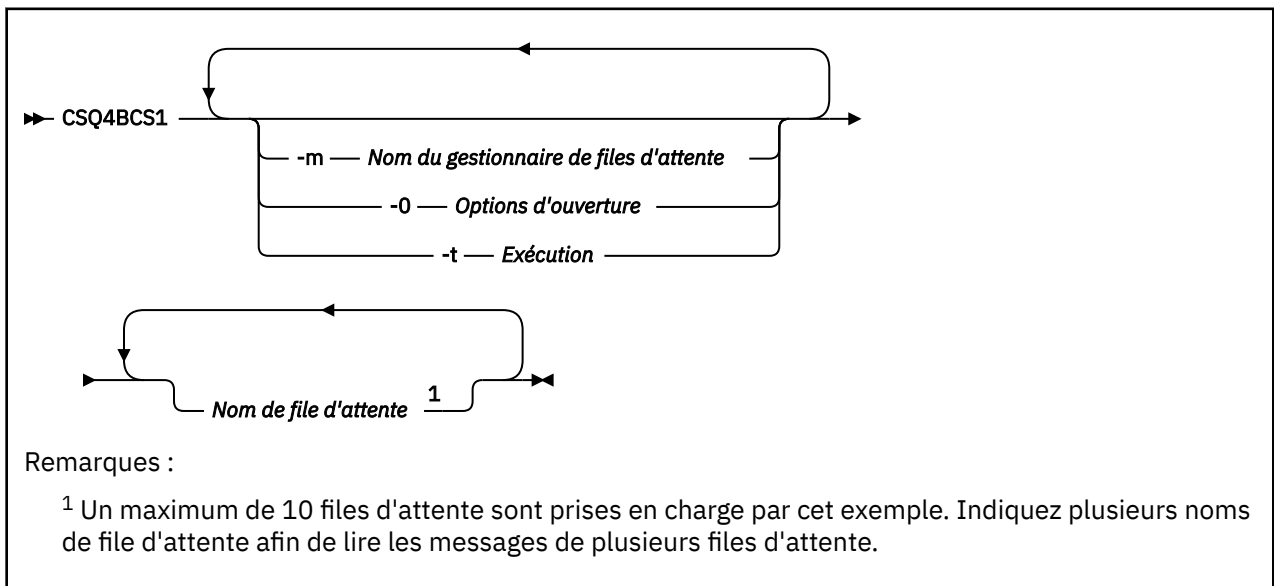 CSQ4BCS1
-m Nom du gestionnaire de files d'attente
-0 Options d'ouverture
-t Exécution
Nom de file d'attente 1
Remarques :
1 Un maximum de 10 files d'attente sont prises en charge par cet exemple. Indiquez plusieurs noms
de file d'attente afin de lire les messages de plusieurs files d'attente.